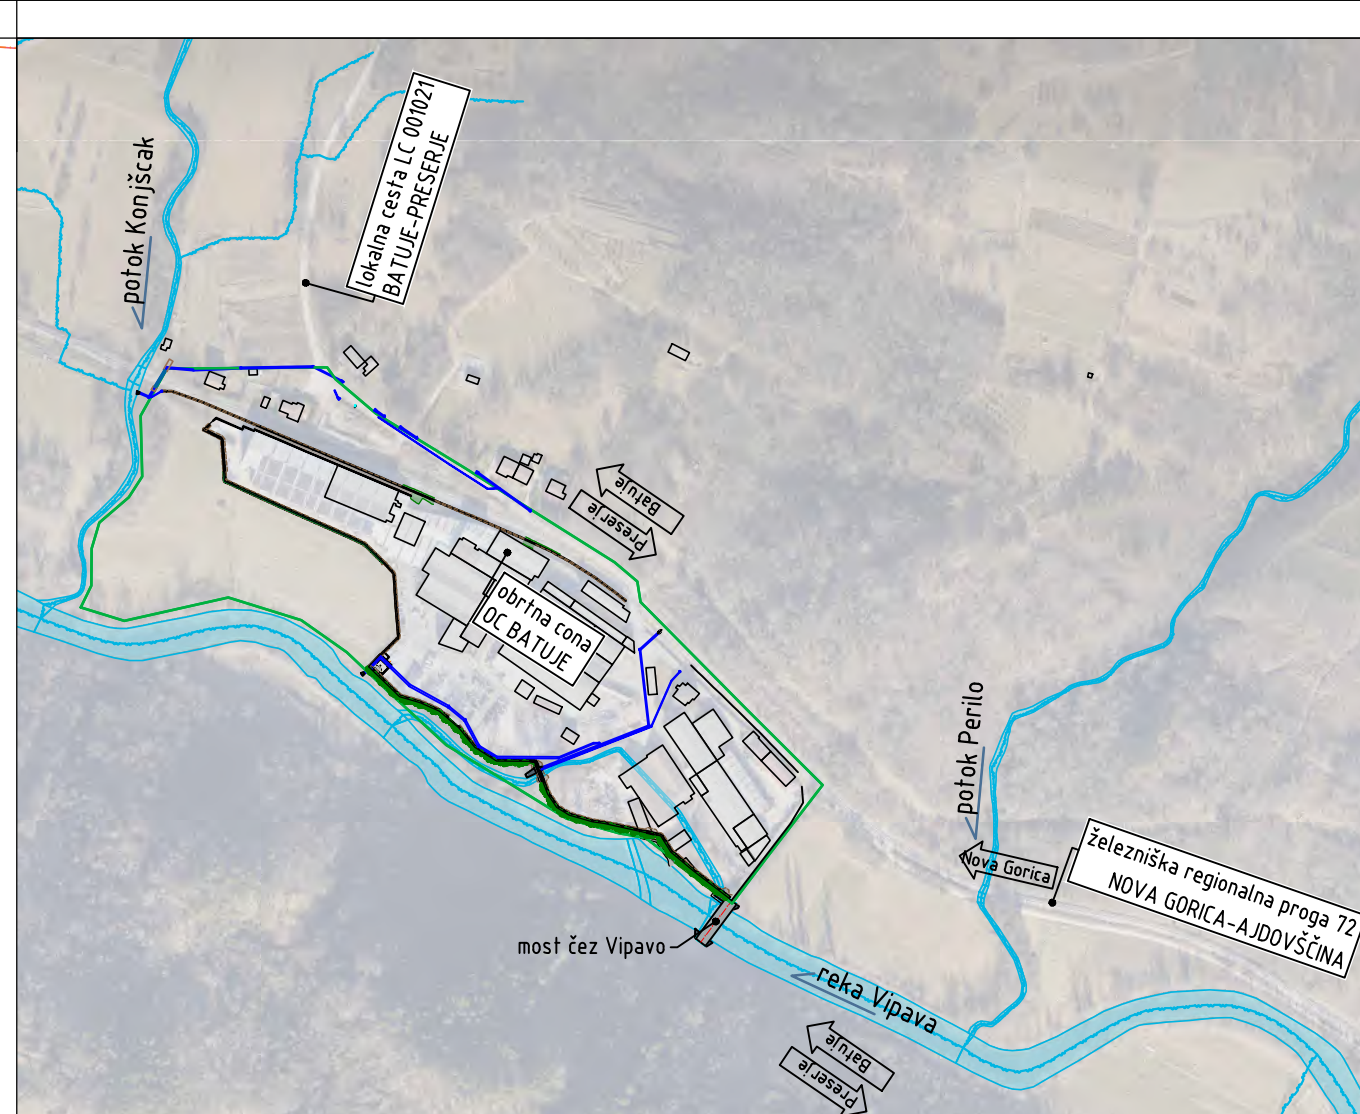 lokalna cesta LC 001021
BATUJE-PRESERJE
potok Konjšcak
Batuje
Preserje
obrtna cona
OC BATUJE
potok Perilo
Nova Gorica
železniška regionalna proga 72
NOVA GORICA-AJDOVŠČINA
most čez Vipavo
reka Vipava
Batuje
Preserje